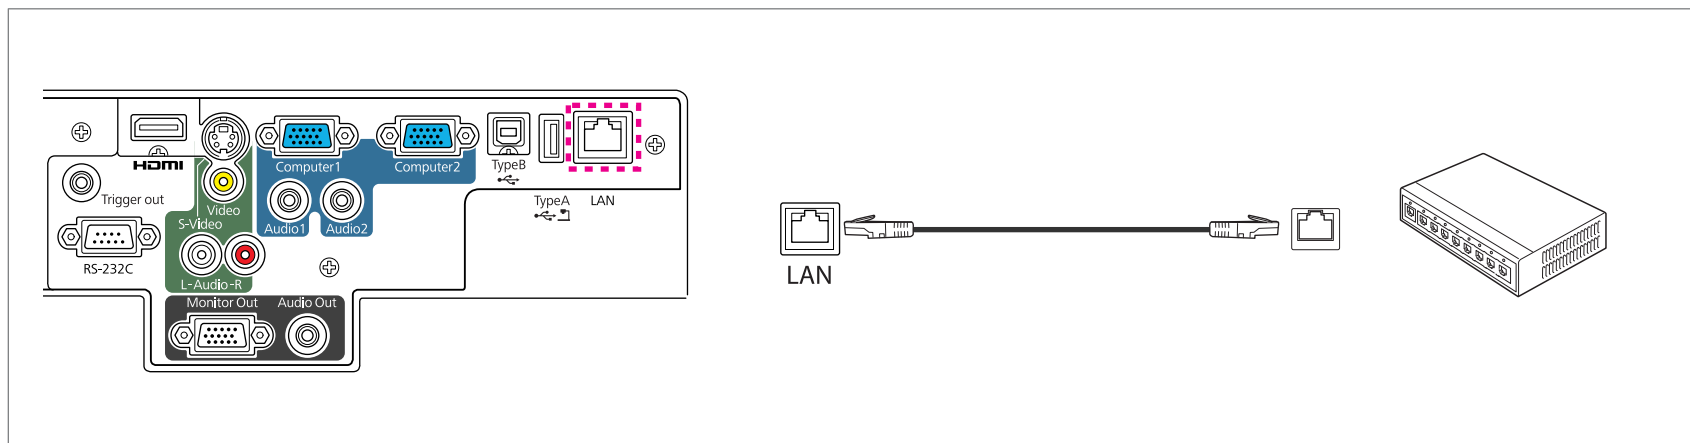 HDMI
Computer1
Computer2
TypeB
Trigger out
Video
TypeA
LAN
S-Video
Audio1
Audio2
RS-232C
L-Audio-R
LAN
Monitor Out
Audio Out